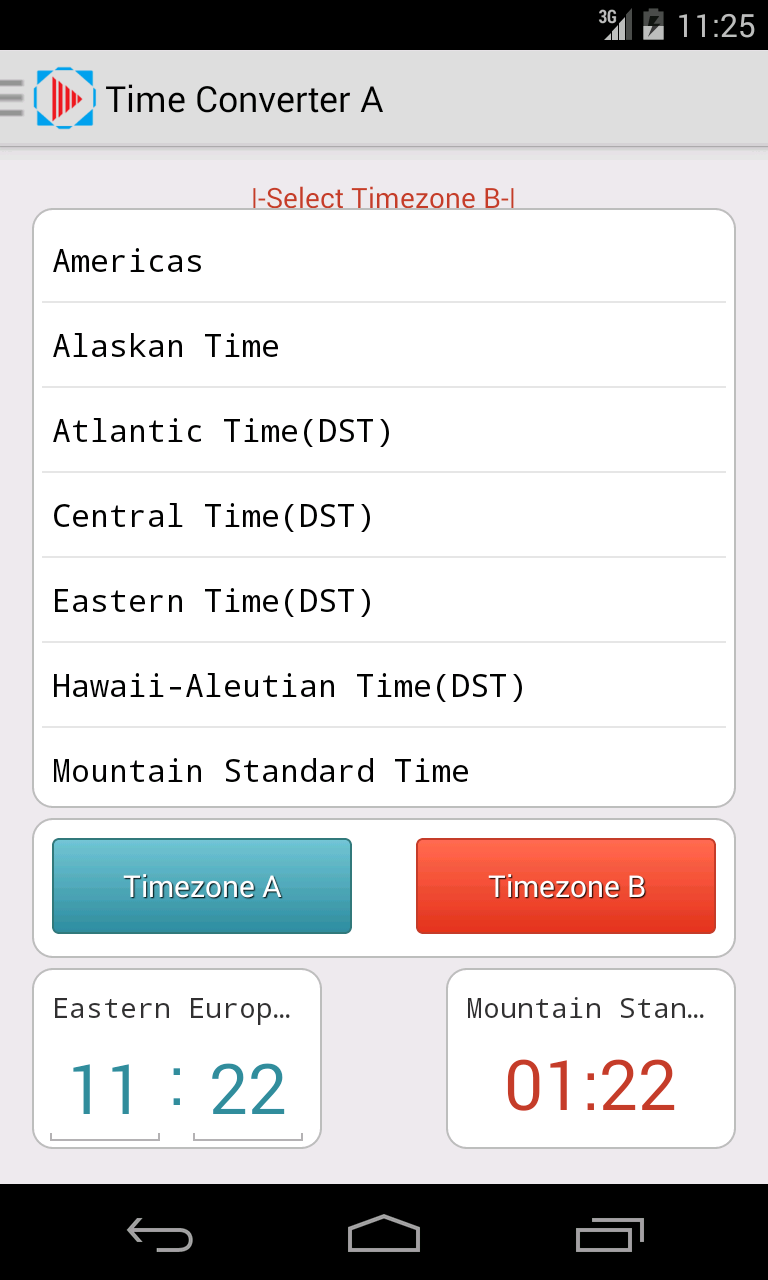 3G 11:25
Time Converter A
|-Select Timezone B-|
Americas
Alaskan Time
Atlantic Time(DST)
Central Time(DST)
Eastern Time(DST)
Hawaii-Aleutian Time(DST)
Mountain Standard Time
Timezone A Timezone B
Eastern Europ… Mountain Stan…
11 : 22 01:22